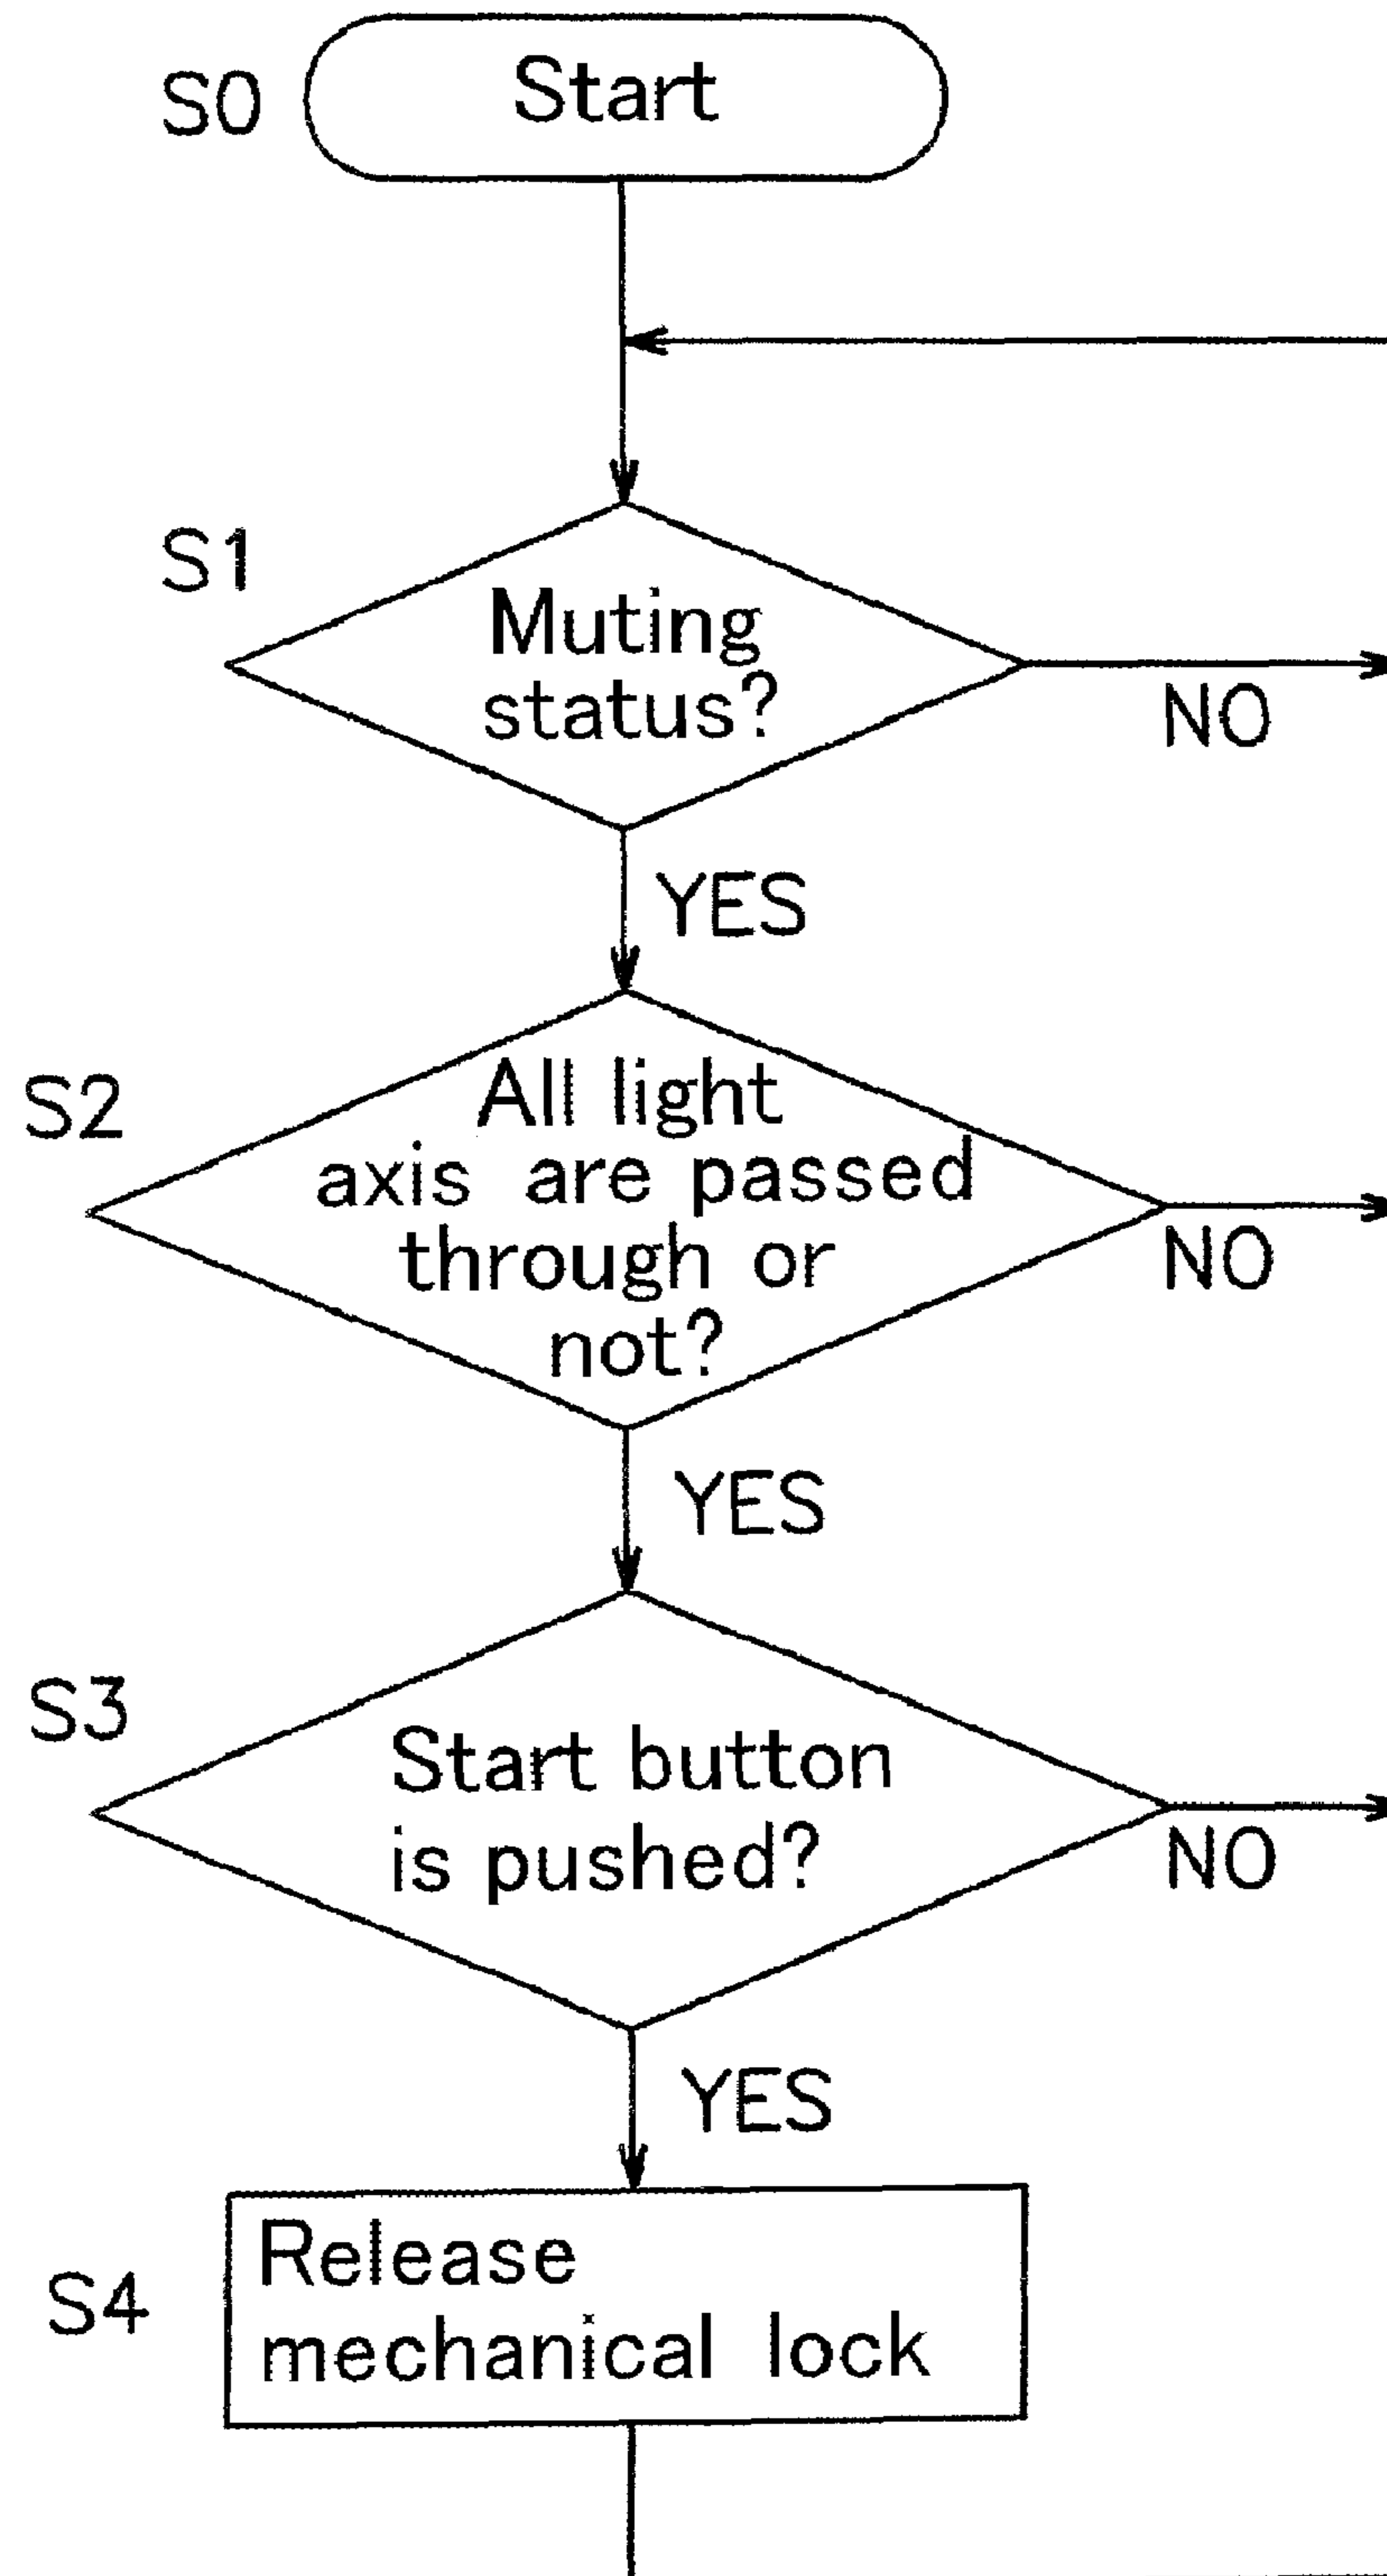 S0
Start
S1
Muting
status?
NO
YES
S2
All light
axis are passed
through or
not?
NO
YES
S3
Start button
is pushed?
NO
YES
S4
Release
mechanical lock